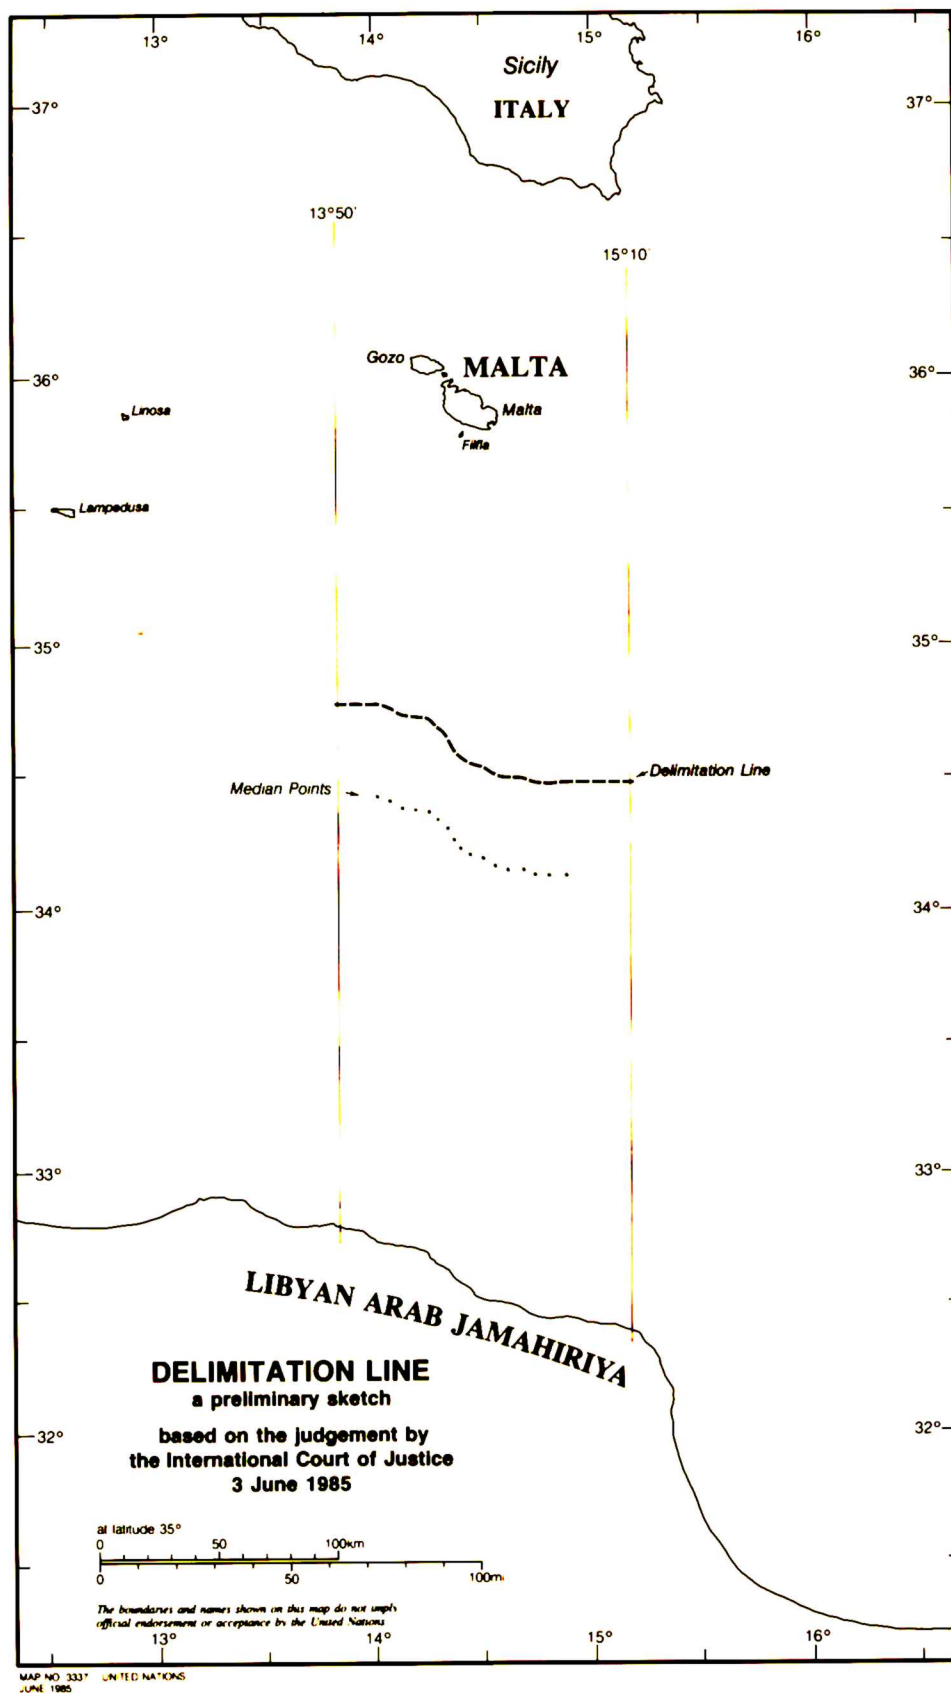 13°
14°
15°
16°
Sicily
ITALY
37°
37°
13°50'
15°10'
Gozo
MALTA
36°
36°
Linosa
Malta
Filfla
Lampedusa
35°
35°
Delimitation Line
Median Points
34°
34°
33°
33°
LIBYAN ARAB JAMAHIRIYA
DELIMITATION LINE
a preliminary sketch
based on the judgement by
the International Court of Justice
3 June 1985
32°
32°
at latitude 35°
0 50 100km
0 50 100mi
The boundaries and names shown on this map do not imply
official endorsement or acceptance by the United Nations
13°
14°
15°
16°
MAP NO. 3337 UNITED NATIONS
JUNE 1985